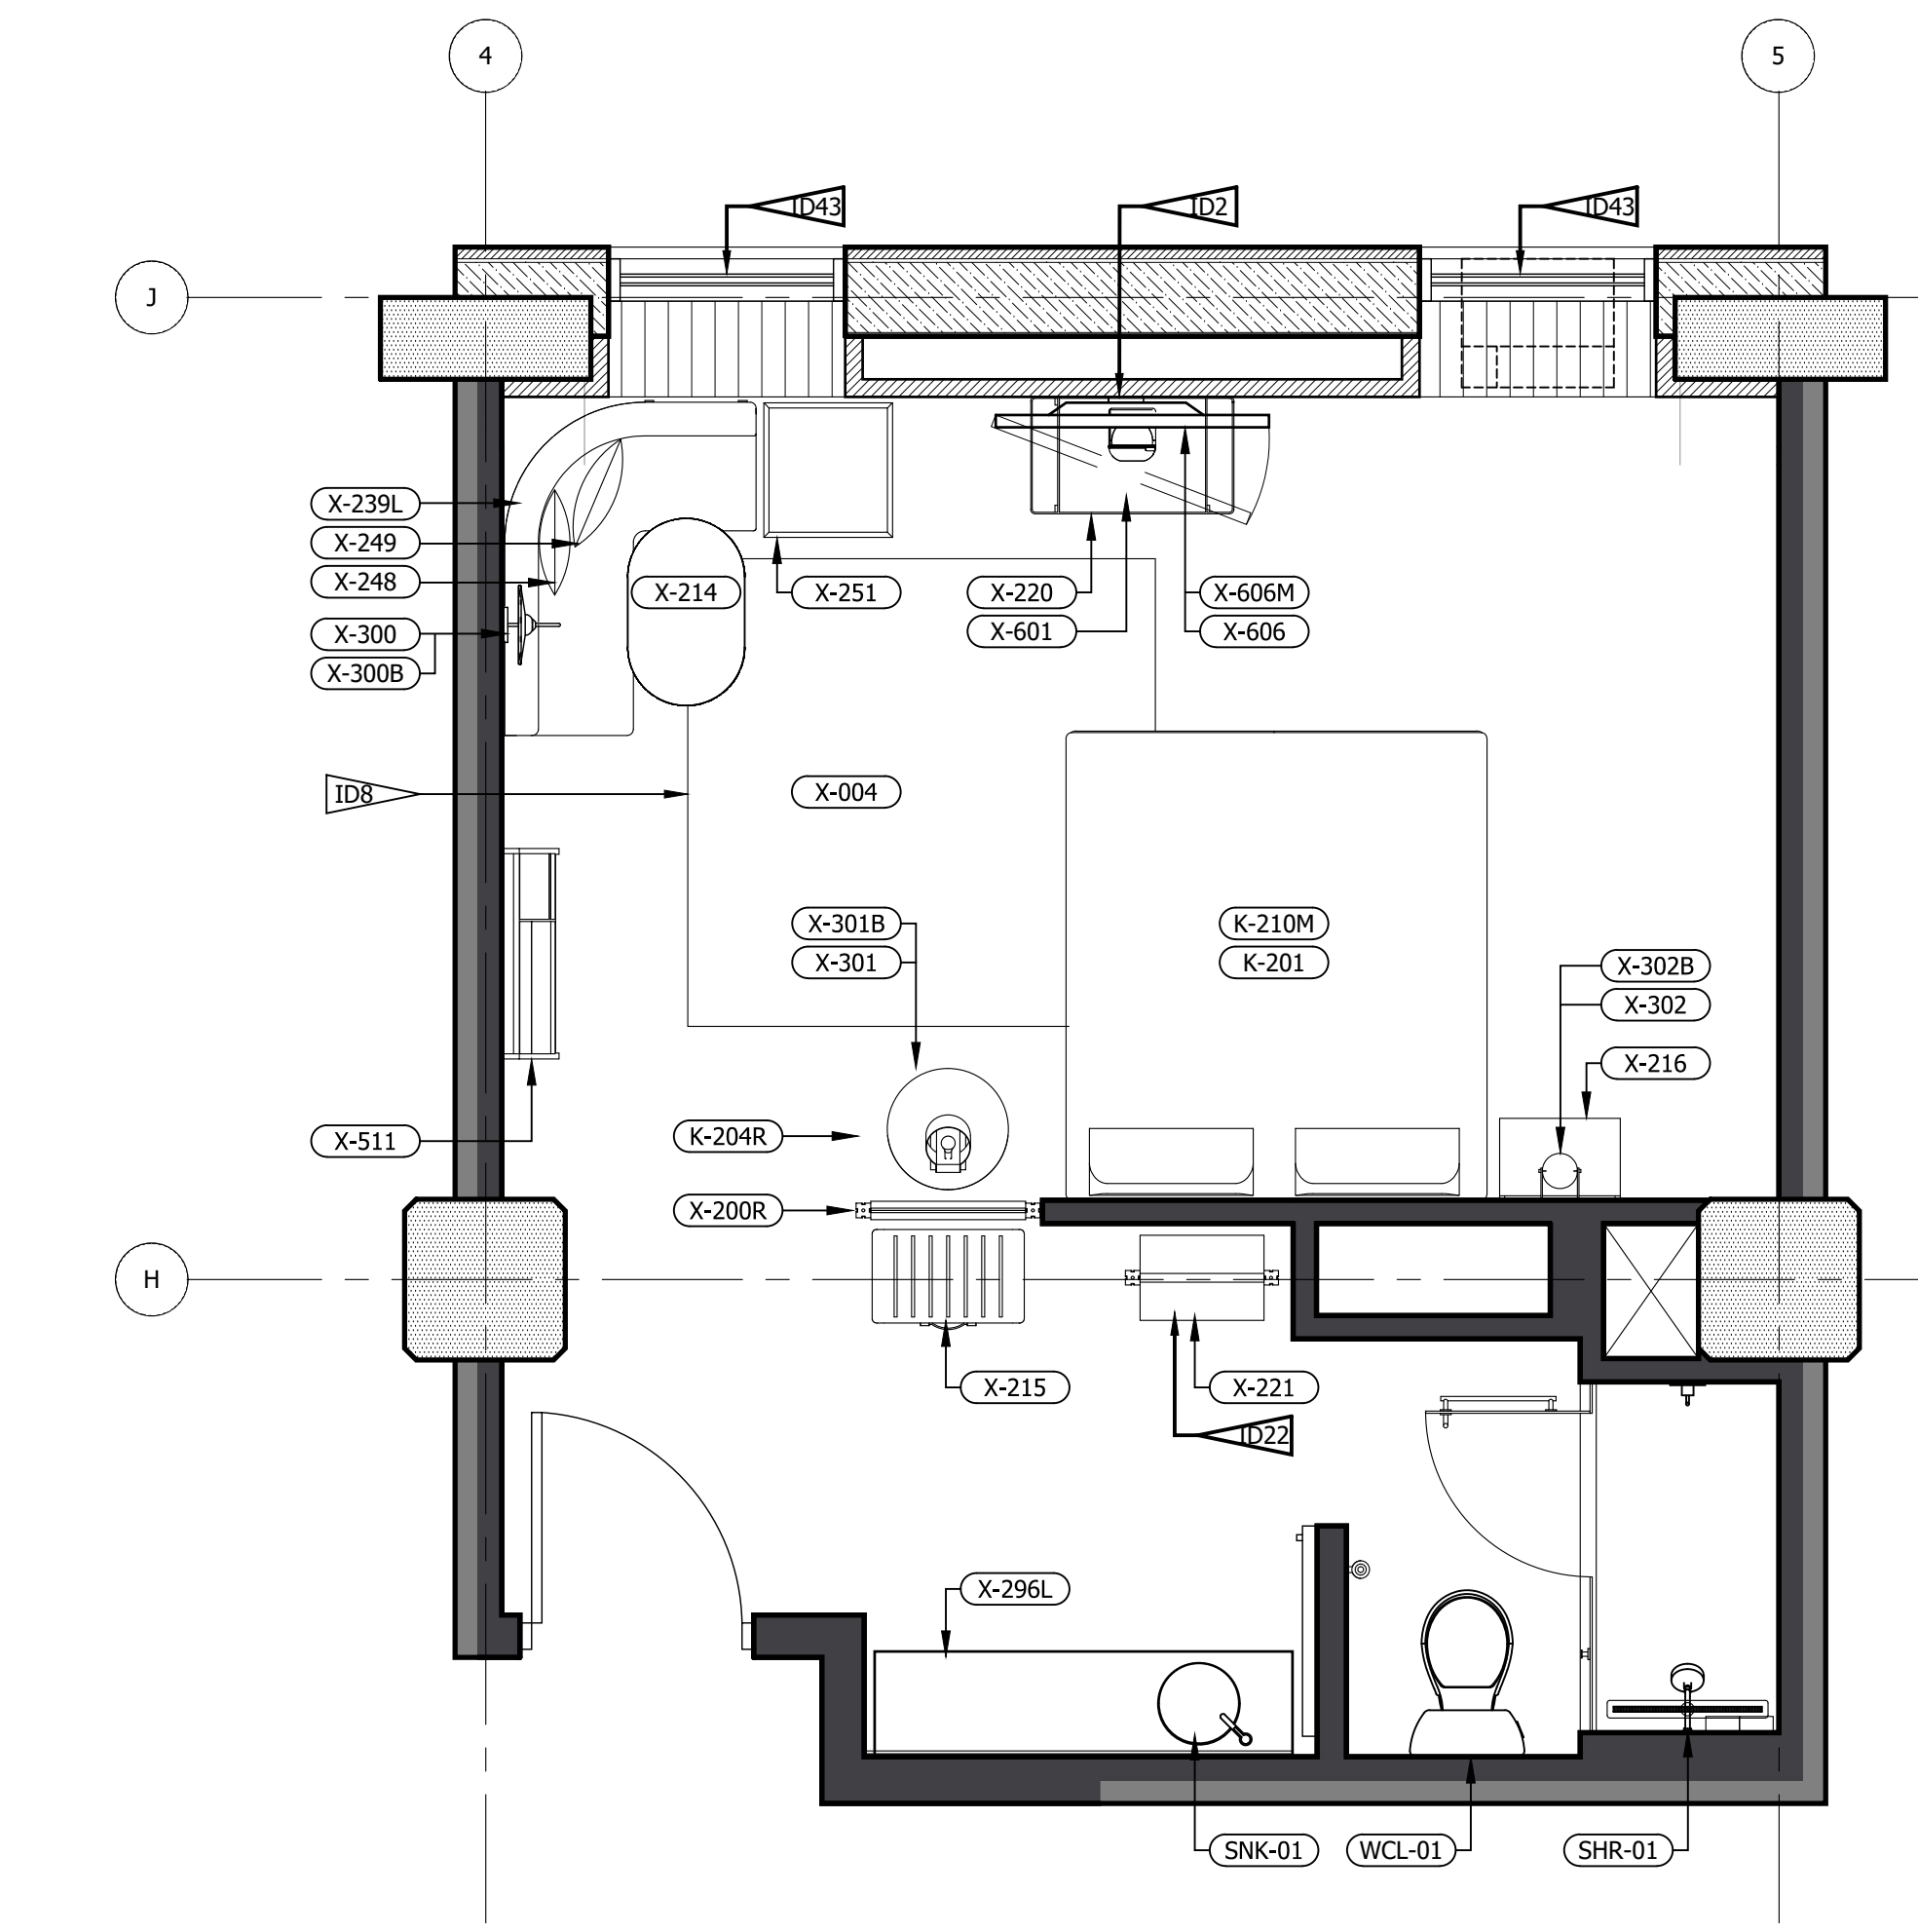 4
5
ID43
ID2
ID43
J
X-239L
X-249
X-248
X-214
X-251
X-220
X-606M
X-300
X-601
X-606
X-300B
ID8
X-004
X-301B
K-210M
X-301
K-201
X-302B
X-302
X-216
X-511
K-204R
X-200R
H
X-215
X-221
ID22
X-296L
SNK-01
WCL-01
SHR-01